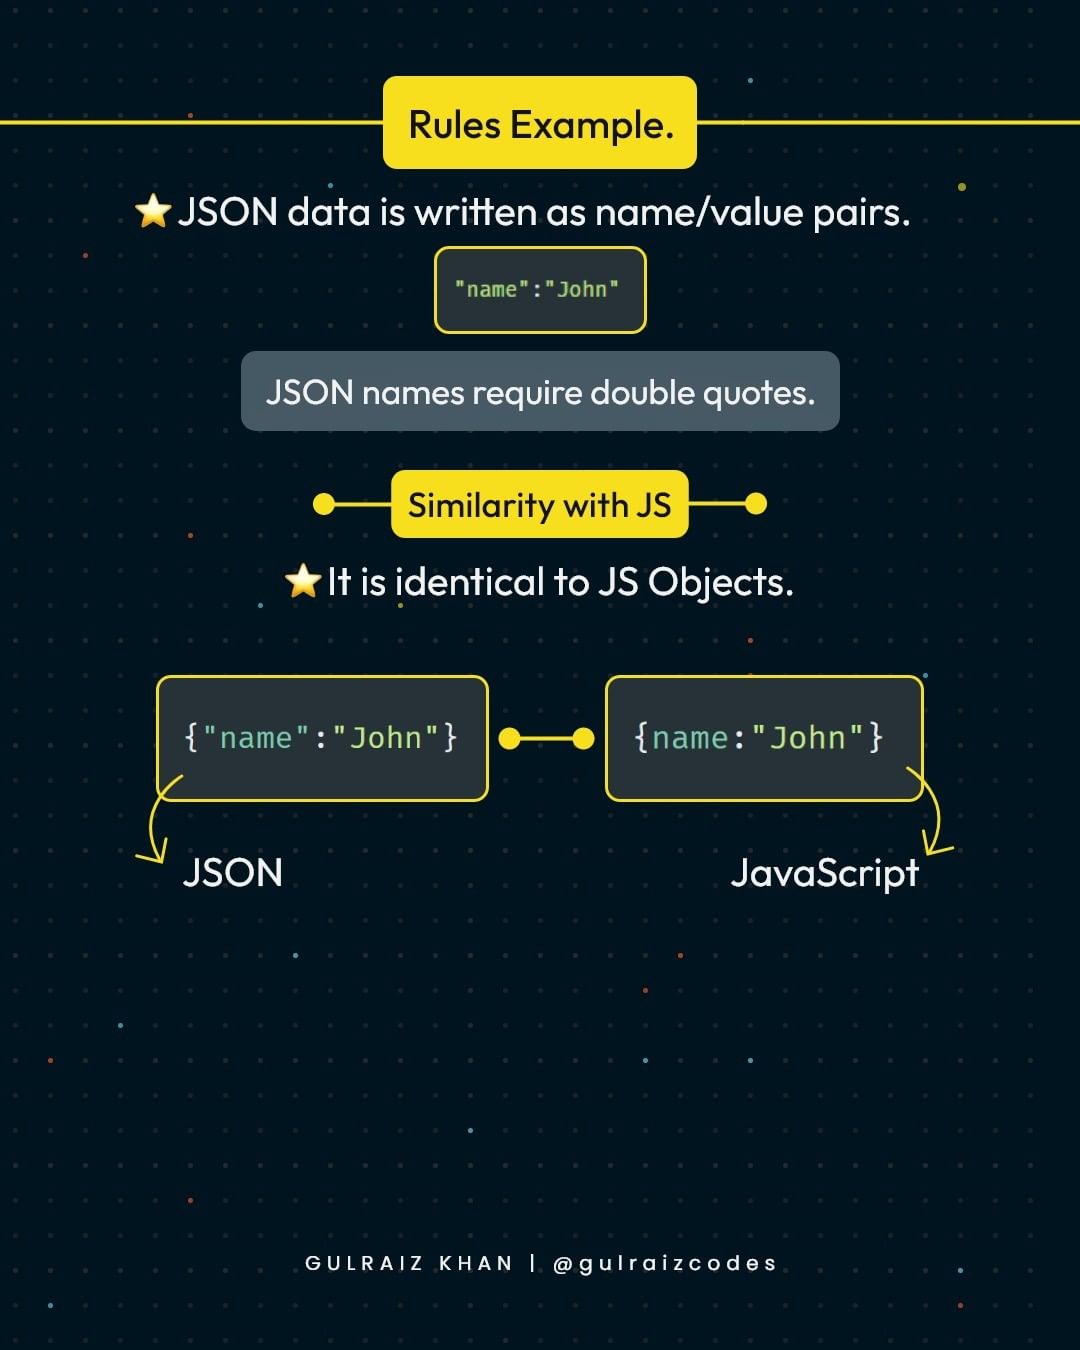 Rules Example.
⭐JSON data is written as name/value pairs.
"name":"John"
JSON names require double quotes.
Similarity with JS
⭐It is identical to JS Objects.
{"name":"John"}
{name:"John"}
JSON
JavaScript
GULRAIZ KHAN | @gulraizcodes